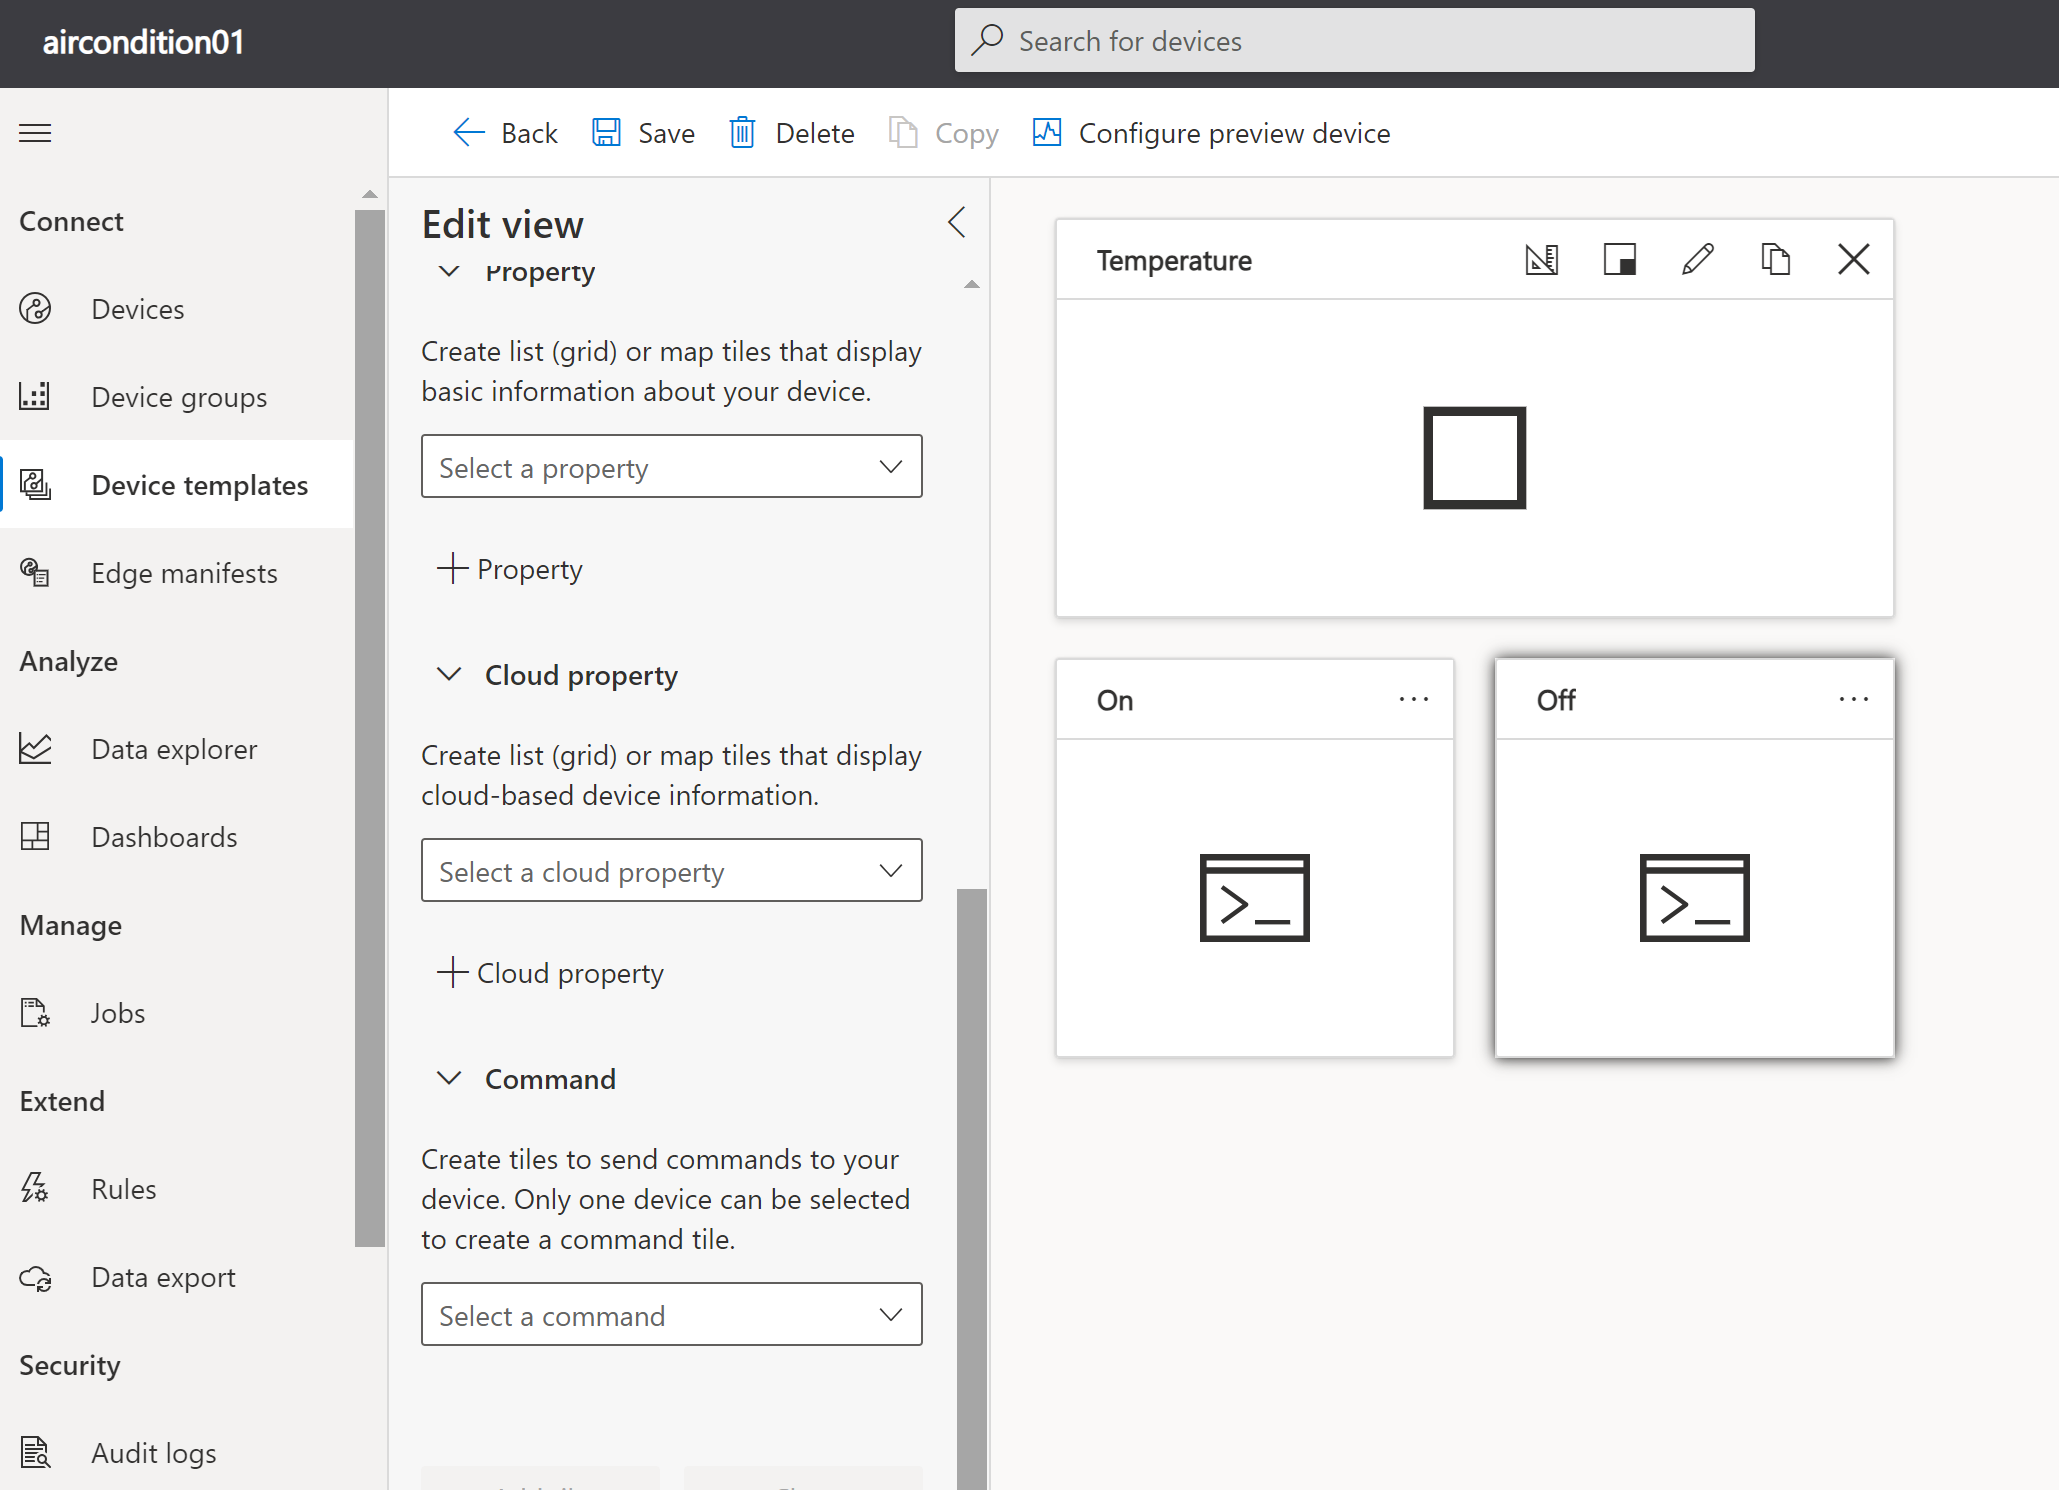 aircondition01
Search for devices
Back
Save
Delete
Copy
Configure preview device
Connect
Devices
Device groups
Device templates
Edge manifests
Analyze
Data explorer
Dashboards
Manage
Jobs
Extend
Rules
Data export
Security
Audit logs
Edit view
Property
Create list (grid) or map tiles that display
basic information about your device.
Select a property
Property
Cloud property
Create list (grid) or map tiles that display
cloud-based device information.
Select a cloud property
Cloud property
Command
Create tiles to send commands to your
device. Only one device can be selected
to create a command tile.
Select a command
Temperature
On
...
Off
...